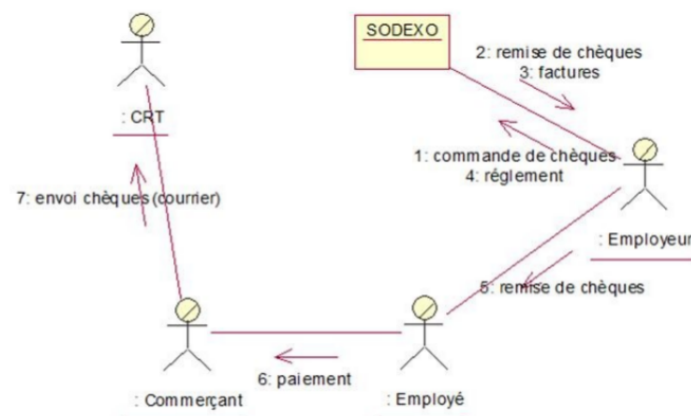 SODEXO
2: remise de chèques
3: factures
: CRT
1: commande de chèques
4: réglement
7: envoi chèques (courrier)
: Employeur
5: remise de chèques
6: paiement
: Commerçant
: Employé